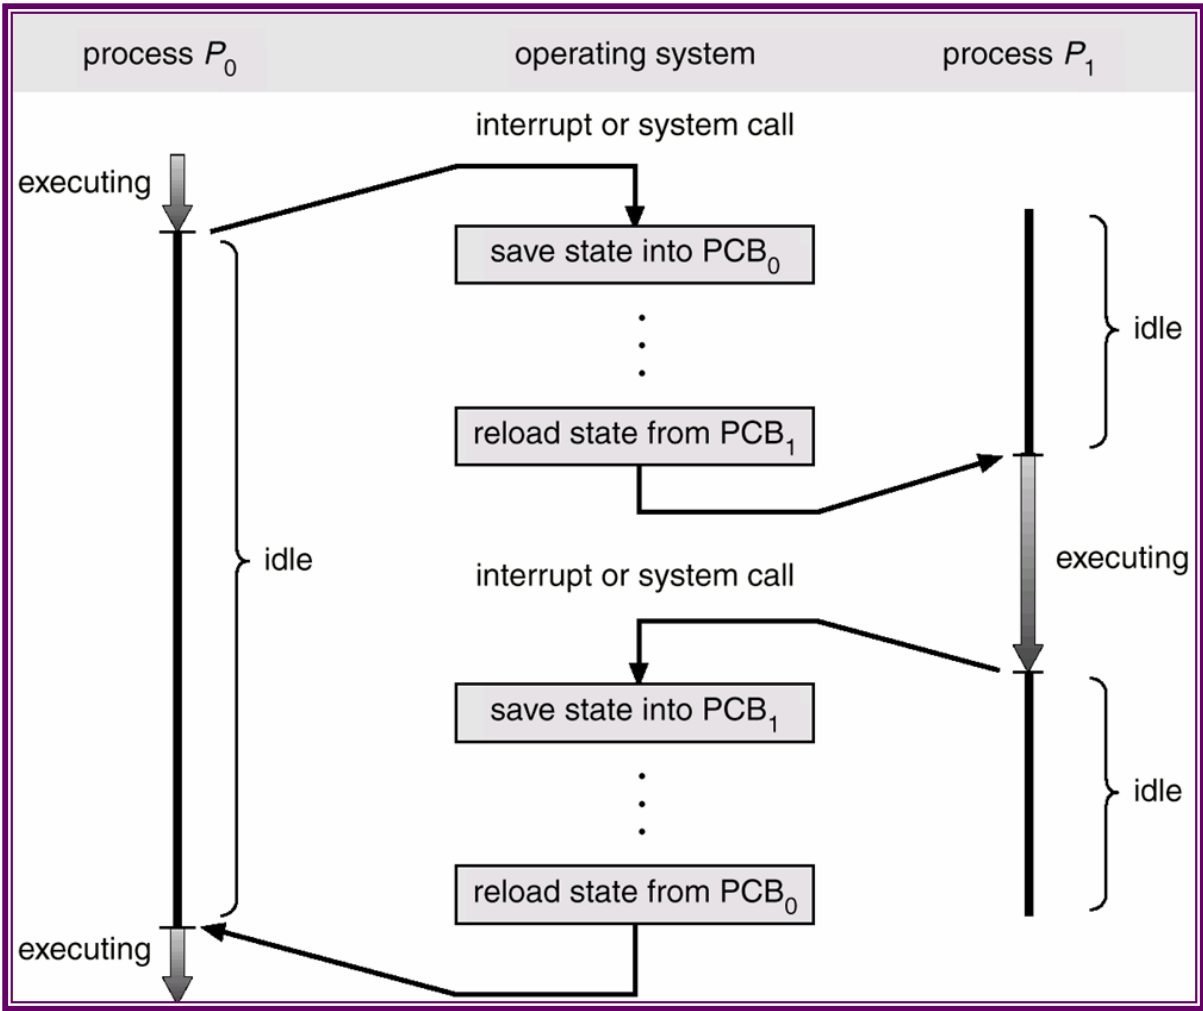 process P0
operating system
process P1
interrupt or system call
executing
save state into PCB0
idle
reload state from PCB1
idle
interrupt or system call
executing
save state into PCB1
idle
reload state from PCB0
executing